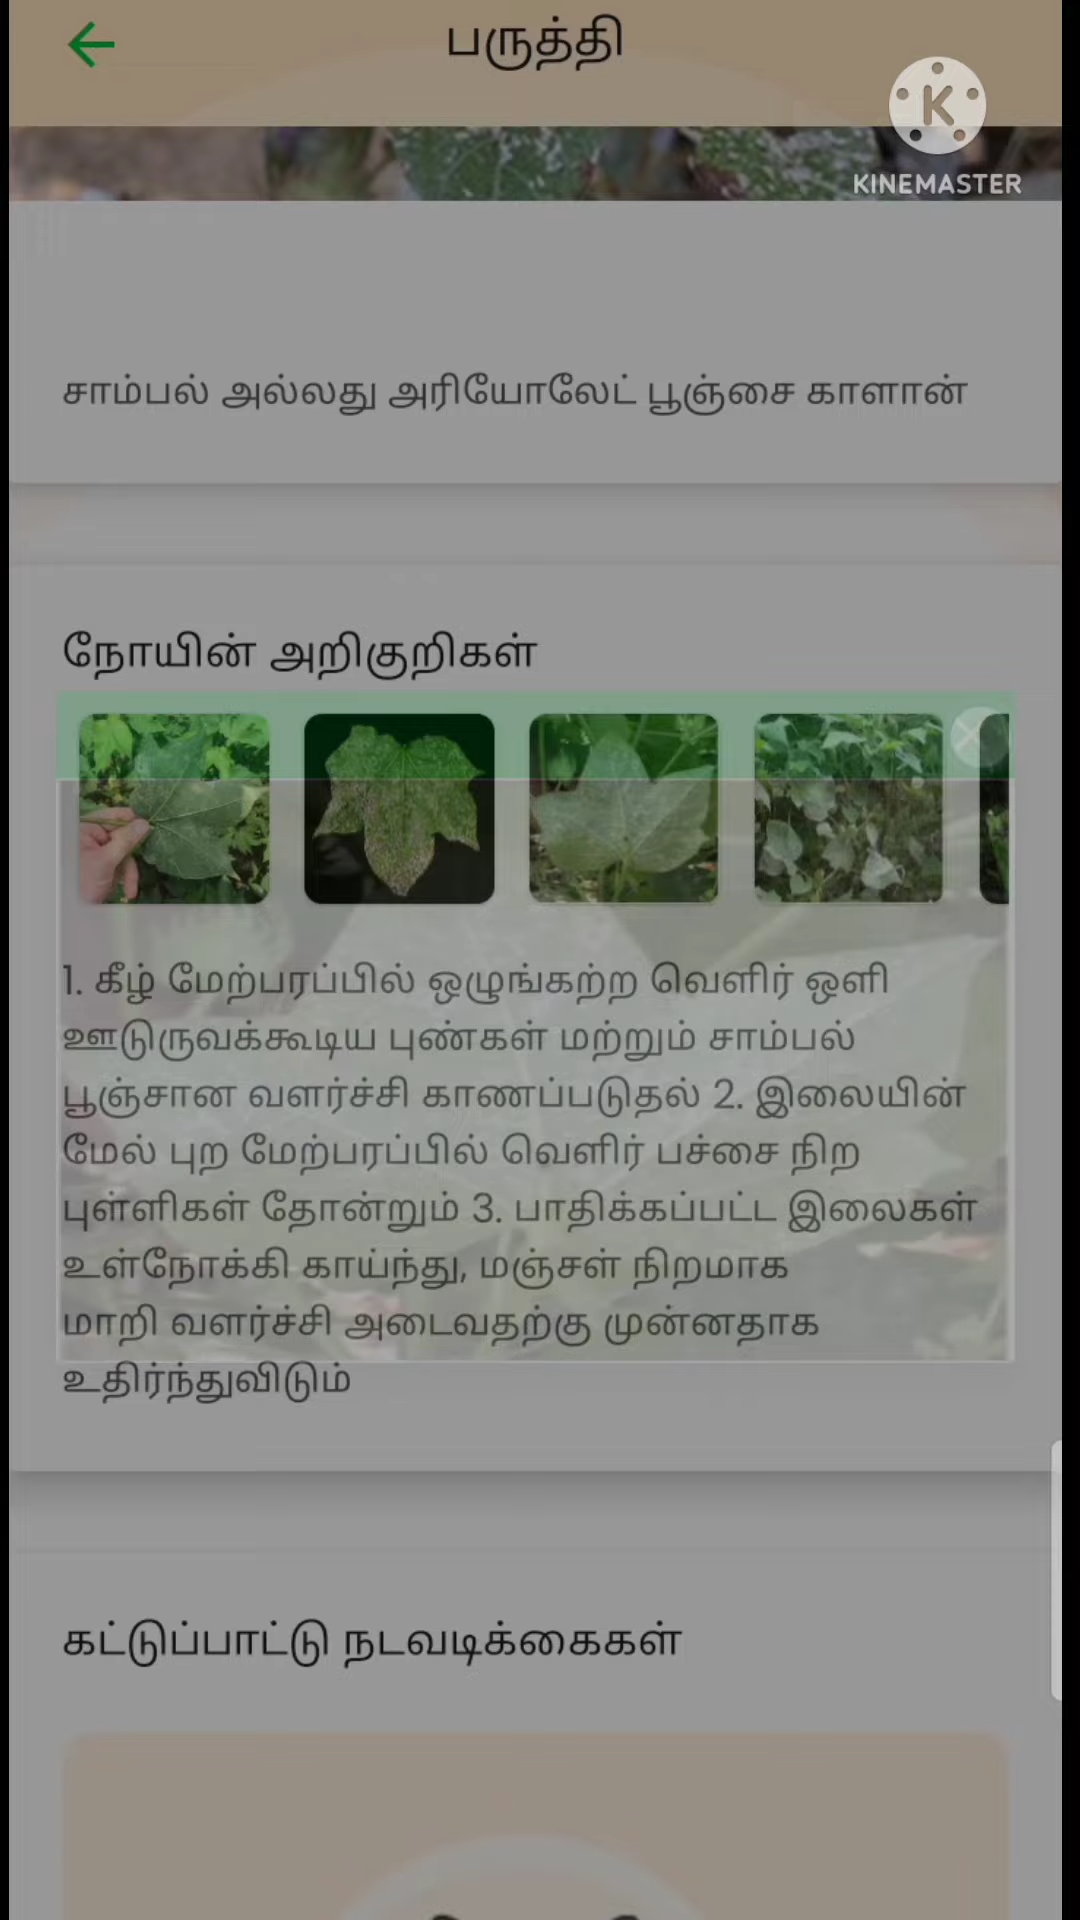 பருத்தி
K
KINEMASTER
சாம்பல் அல்லது அரியோலேட் பூஞ்சை காளான்
நோயின் அறிகுறிகள்
1. கீழ் மேற்பரப்பில் ஒழுங்கற்ற வெளிர் ஒளி
ஊடுருவக்கூடிய புண்கள் மற்றும் சாம்பல்
பூஞ்சான வளர்ச்சி காணப்படுதல் 2. இலையின்
மேல் புற மேற்பரப்பில் வெளிர் பச்சை நிற
புள்ளிகள் தோன்றும் 3. பாதிக்கப்பட்ட இலைகள்
உள்நோக்கி காய்ந்து, மஞ்சள் நிறமாக
மாறி வளர்ச்சி அடைவதற்கு முன்னதாக
உதிர்ந்துவிடும்
கட்டுப்பாட்டு நடவடிக்கைகள்